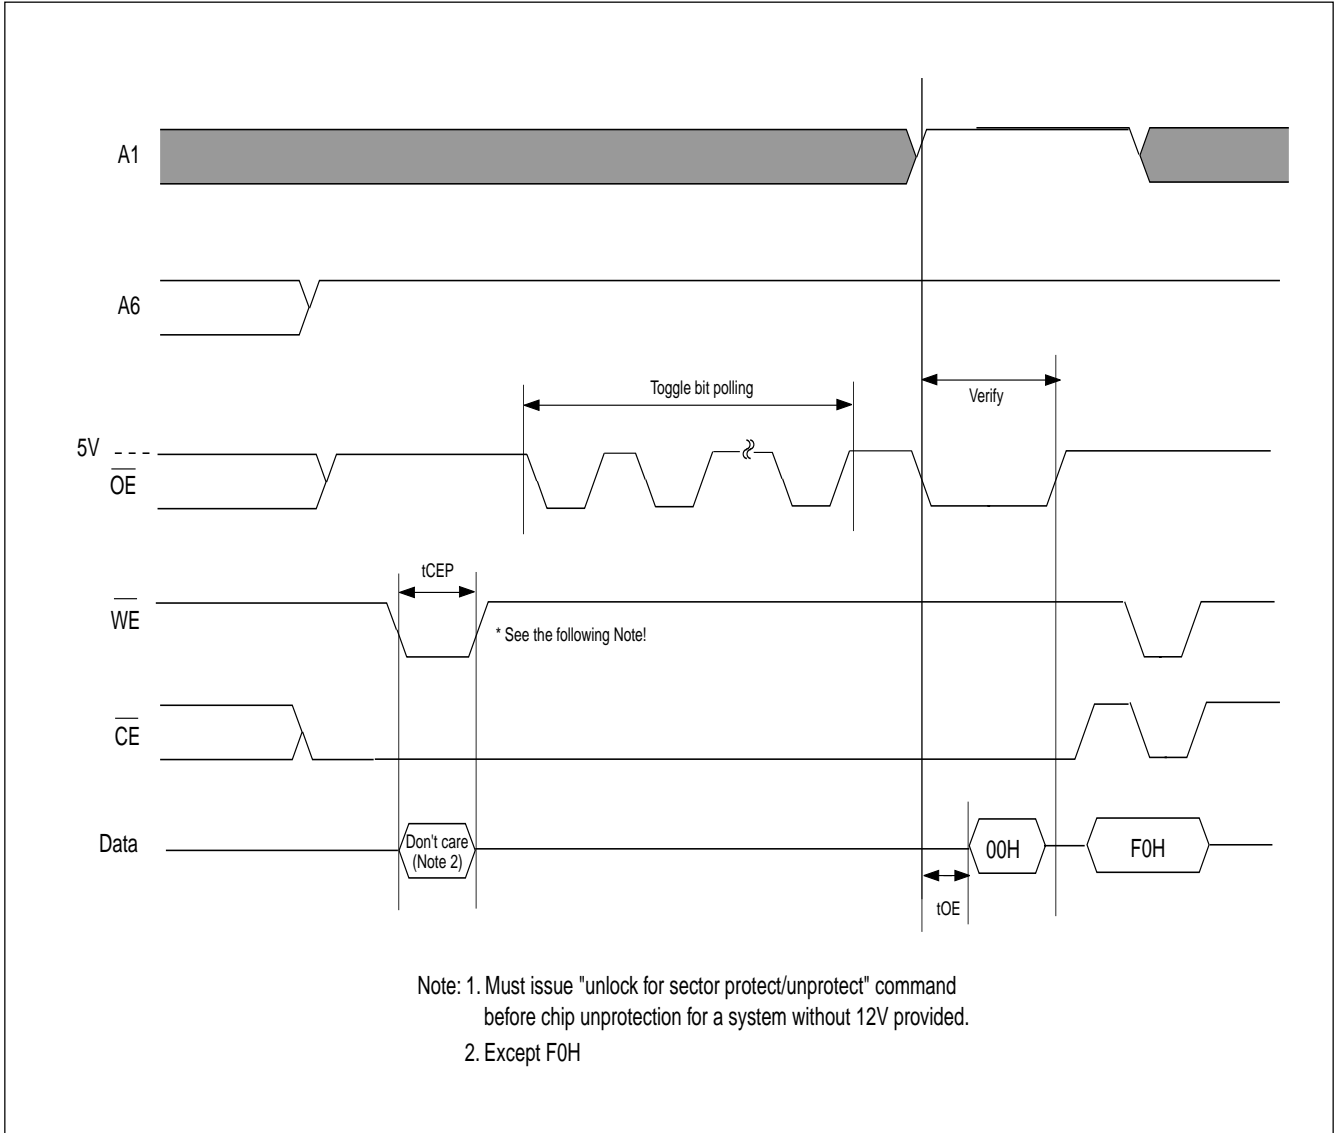 A1
A6
Toggle bit polling
Verify
5V
OE
tCEP
WE
* See the following Note!
CE
Data
Don't care
(Note 2)
00H
F0H
tOE
Note: 1. Must issue "unlock for sector protect/unprotect" command
before chip unprotection for a system without 12V provided.
2. Except F0H